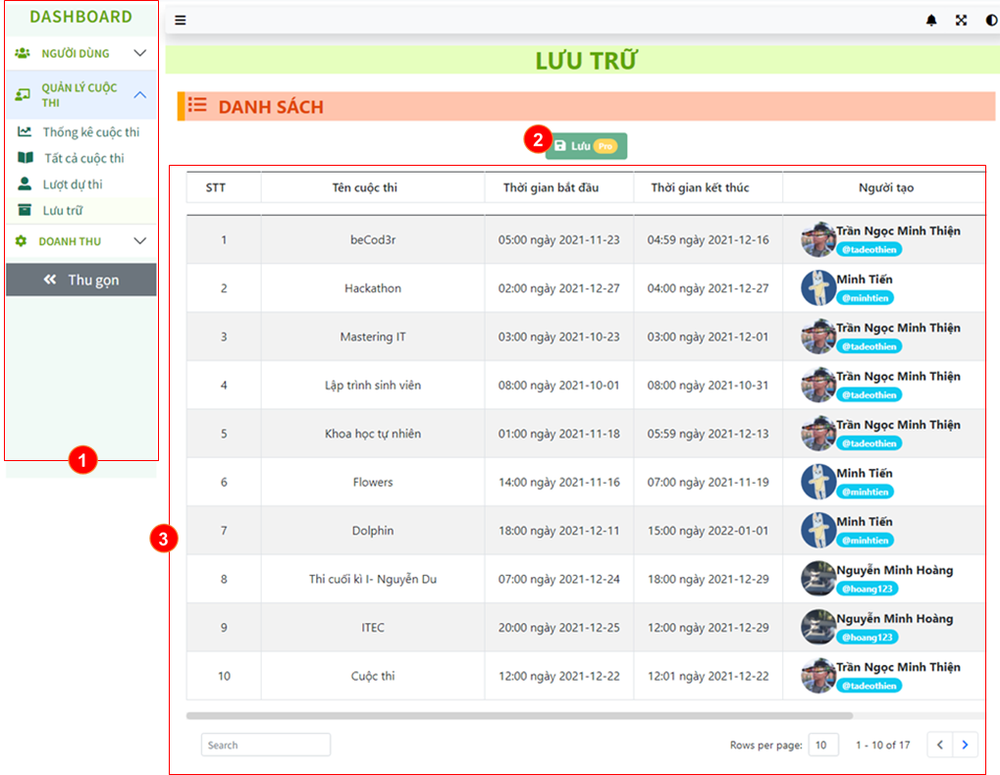 DASHBOARD
NGƯỜI DÙNG
QUẢN LÝ CUỘC
THI
Thống kê cuộc thi
Tất cả cuộc thi
Lượt dự thi
Lưu trữ
DOANH THU
Thu gọn
1
LƯU TRỮ
DANH SÁCH
2
Lưu Pro
3
STT Tên cuộc thi Thời gian bắt đầu Thời gian kết thúc Người tạo
1 beCod3r 05:00 ngày 2021-11-23 04:59 ngày 2021-12-16 Trần Ngọc Minh Thiện
@tadeothien
2 Hackathon 02:00 ngày 2021-12-27 04:00 ngày 2021-12-27 Minh Tiến
@minhtien
3 Mastering IT 03:00 ngày 2021-10-23 03:00 ngày 2021-12-01 Trần Ngọc Minh Thiện
@tadeothien
4 Lập trình sinh viên 08:00 ngày 2021-10-01 08:00 ngày 2021-10-31 Trần Ngọc Minh Thiện
@tadeothien
5 Khoa học tự nhiên 01:00 ngày 2021-11-18 05:59 ngày 2021-12-13 Trần Ngọc Minh Thiện
@tadeothien
6 Flowers 14:00 ngày 2021-11-16 07:00 ngày 2021-11-19 Minh Tiến
@minhtien
7 Dolphin 18:00 ngày 2021-12-11 15:00 ngày 2022-01-01 Minh Tiến
@minhtien
8 Thi cuối kì I- Nguyễn Du 07:00 ngày 2021-12-24 18:00 ngày 2021-12-29 Nguyễn Minh Hoàng
@hoang123
9 ITEC 20:00 ngày 2021-12-25 12:00 ngày 2021-12-29 Nguyễn Minh Hoàng
@hoang123
10 Cuộc thi 12:00 ngày 2021-12-22 12:01 ngày 2021-12-22 Trần Ngọc Minh Thiện
@tadeothien
Search Rows per page: 10 1 - 10 of 17